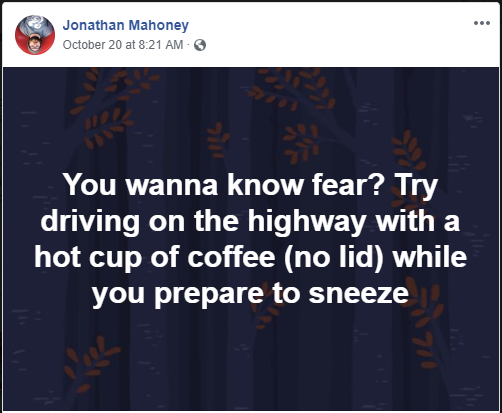 Jonathan Mahoney
October 20 at 8:21 AM ·
You wanna know fear? Try
driving on the highway with a
hot cup of coffee (no lid) while
you prepare to sneeze